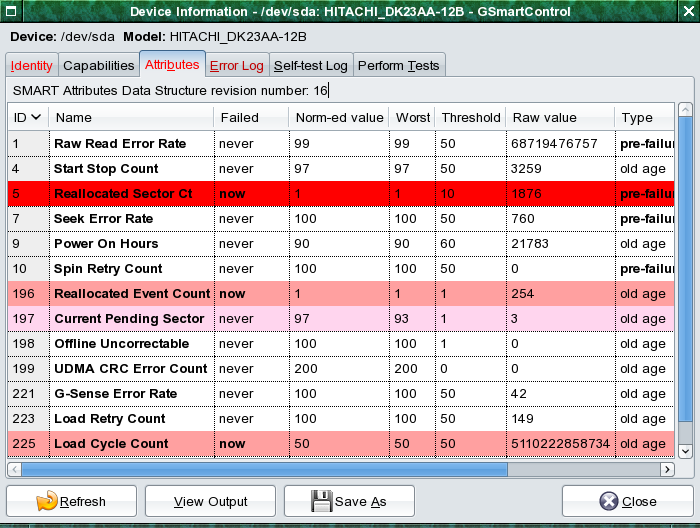 Device Information - /dev/sda: HITACHI_DK23AA-12B - GSmartControl
Device: /dev/sda Model: HITACHI_DK23AA-12B
Identity Capabilities Attributes Error Log Self-test Log Perform Tests
SMART Attributes Data Structure revision number: 16
ID Name Failed Norm-ed value Worst Threshold Raw value Type
1 Raw Read Error Rate never 99 99 50 68719476757 pre-failur
4 Start Stop Count never 97 97 50 3259 old age
5 Reallocated Sector Ct now 1 1 10 1876 pre-failur
7 Seek Error Rate never 100 100 50 760 pre-failur
9 Power On Hours never 90 90 60 21783 old age
10 Spin Retry Count never 100 100 50 0 pre-failur
196 Reallocated Event Count now 1 1 1 254 old age
197 Current Pending Sector never 97 93 1 3 old age
198 Offline Uncorrectable never 100 100 1 0 old age
199 UDMA CRC Error Count never 200 200 0 0 old age
221 G-Sense Error Rate never 100 100 50 42 old age
223 Load Retry Count never 100 100 50 149 old age
225 Load Cycle Count now 50 50 50 5110222858734 old age
Refresh View Output Save As Close